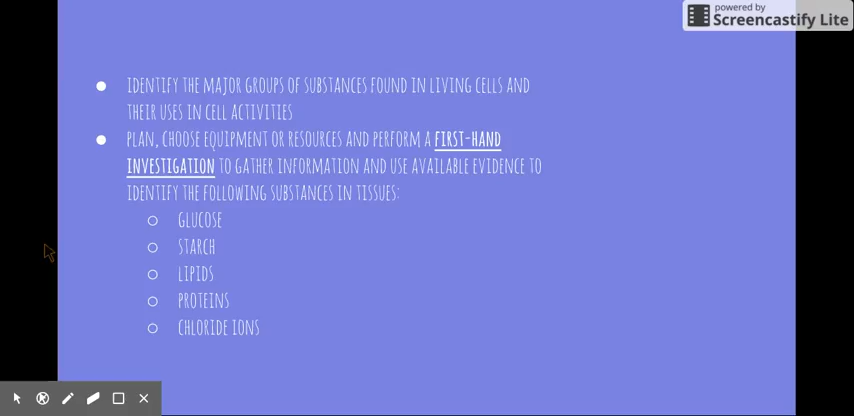 powered by
Screencastify Lite
IDENTIFY THE MAJOR GROUPS OF SUBSTANCES FOUND IN LIVING CELLS AND
THEIR USES IN CELL ACTIVITIES
PLAN, CHOOSE EQUIPMENT OR RESOURCES AND PERFORM A FIRST-HAND
INVESTIGATION TO GATHER INFORMATION AND USE AVAILABLE EVIDENCE TO
IDENTIFY THE FOLLOWING SUBSTANCES IN TISSUES:
GLUCOSE
STARCH
LIPIDS
PROTEINS
CHLORIDE IONS